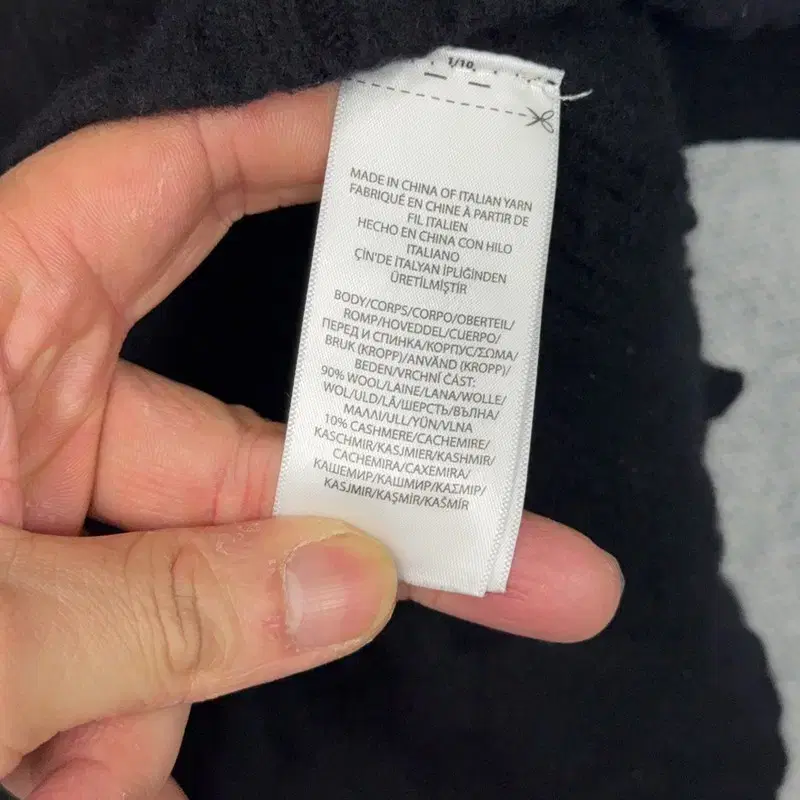 1/10
MADE IN CHINA OF ITALIAN YARN
FABRIQUÉ EN CHINE À PARTIR DE
FIL ITALIEN
HECHO EN CHINA CON HILO
ITALIANO
ÇİN'DE İTALYAN İPLİĞİNDEN
ÜRETİLMİŞTİR
BODY/CORPS/CORPO/OBERTEIL/
ROMP/HOVEDDEL/CUERPO/
ПЕРЕД И СПИНКА/КОРПУС/ΣΩΜΑ/
BRUK (KROPP)/ANVÄND (KROPP)/
BEDEN/VRCHNÍ ČÁST:
90% WOOL/LAINE/LANA/WOLLE/
WOL/ULD/LÃ/ШЕРСТЬ/ВЪЛНА/
ΜΑΛΛΙ/ULL/YÜN/VLNA
10% CASHMERE/CACHEMIRE/
KASCHMIR/KASJMIER/KASHMIR/
CACHEMIRA/CAXEMIRA/
КАШЕМИР/КАШМИР/ΚΑΣΜΙΡ/
KASJMIR/KAŞMİR/KAŠMÍR